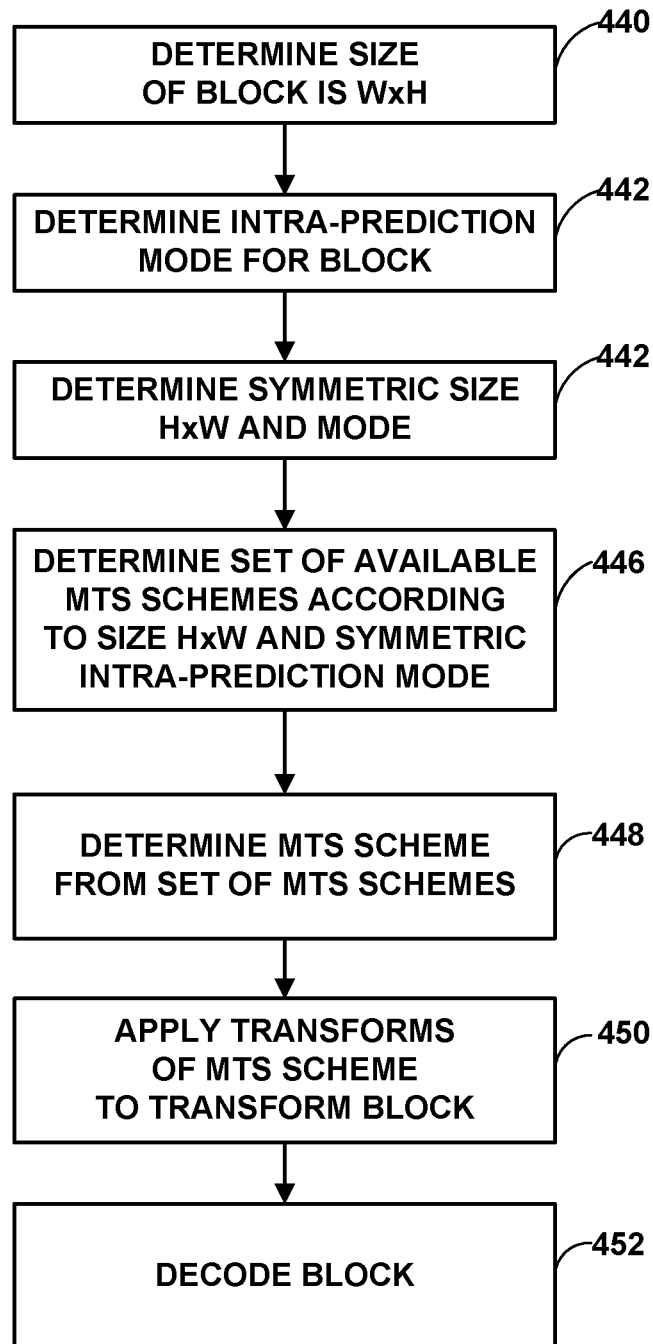 440
DETERMINE SIZE
OF BLOCK IS WxH
442
DETERMINE INTRA-PREDICTION
MODE FOR BLOCK
442
DETERMINE SYMMETRIC SIZE
HxW AND MODE
446
DETERMINE SET OF AVAILABLE
MTS SCHEMES ACCORDING
TO SIZE HxW AND SYMMETRIC
INTRA-PREDICTION MODE
448
DETERMINE MTS SCHEME
FROM SET OF MTS SCHEMES
450
APPLY TRANSFORMS
OF MTS SCHEME
TO TRANSFORM BLOCK
452
DECODE BLOCK